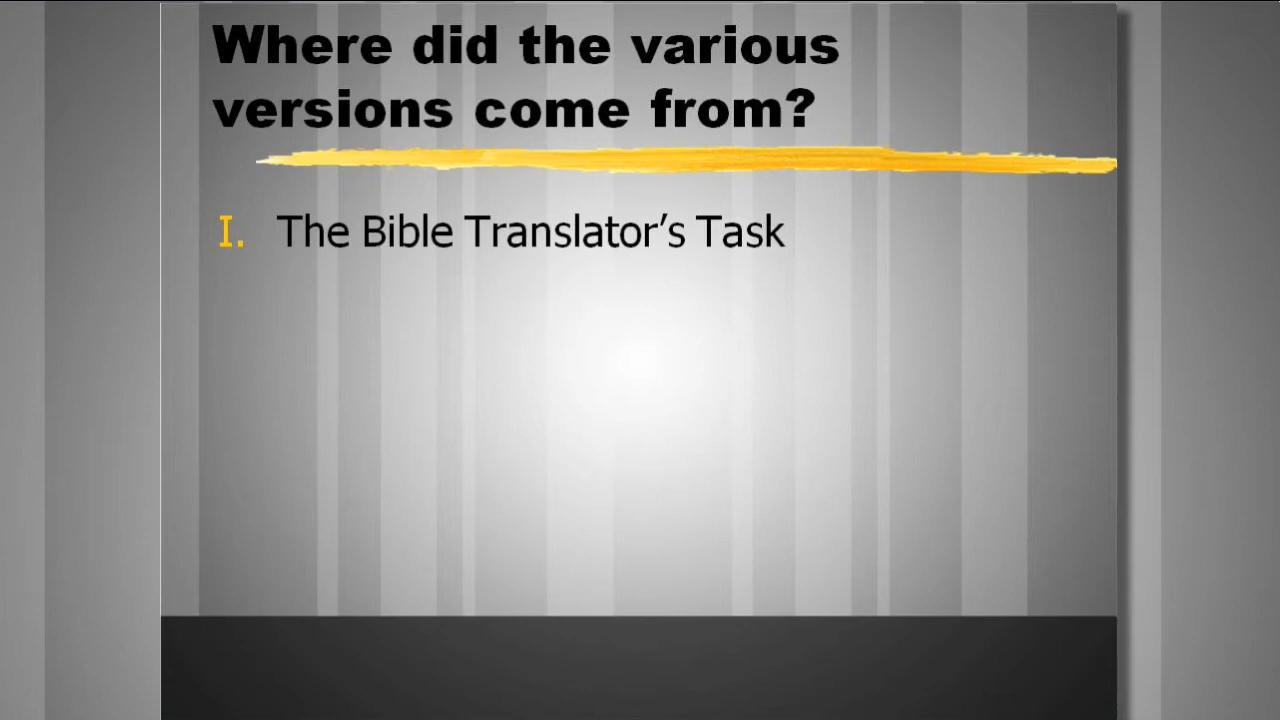 Where did the various
versions come from?
I. The Bible Translator’s Task